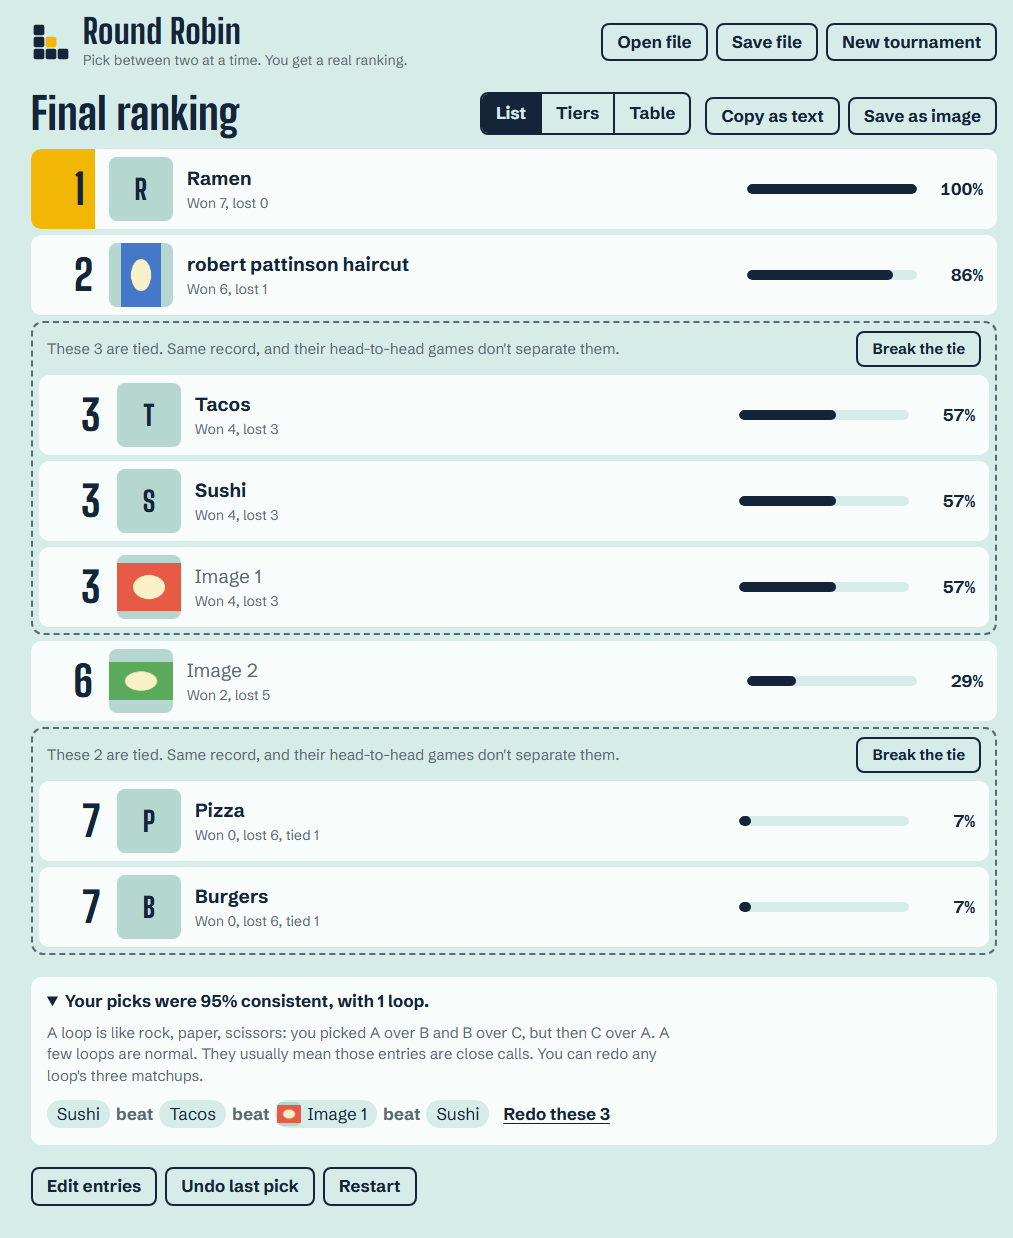 Round Robin
Pick between two at a time. You get a real ranking.
Open file
Save file
New tournament
Final ranking
List
Tiers
Table
Copy as text
Save as image
1
R
Ramen
Won 7, lost 0
100%
2
robert pattinson haircut
Won 6, lost 1
86%
These 3 are tied. Same record, and their head-to-head games don't separate them.
Break the tie
3
T
Tacos
Won 4, lost 3
57%
3
S
Sushi
Won 4, lost 3
57%
3
Image 1
Won 4, lost 3
57%
6
Image 2
Won 2, lost 5
29%
These 2 are tied. Same record, and their head-to-head games don't separate them.
Break the tie
7
P
Pizza
Won 0, lost 6, tied 1
7%
7
B
Burgers
Won 0, lost 6, tied 1
7%
Your picks were 95% consistent, with 1 loop.
A loop is like rock, paper, scissors: you picked A over B and B over C, but then C over A. A
few loops are normal. They usually mean those entries are close calls. You can redo any
loop's three matchups.
Sushi beat Tacos beat Image 1 beat Sushi Redo these 3
Edit entries
Undo last pick
Restart